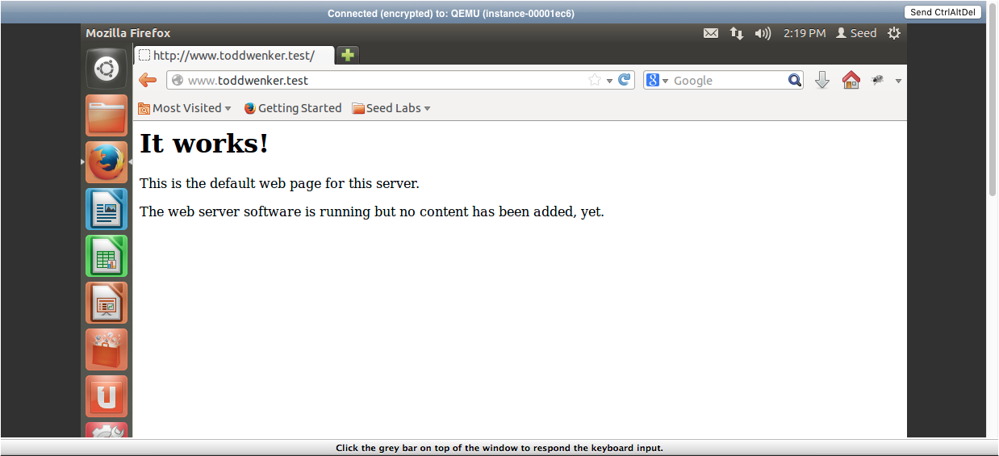 Connected (encrypted) to: QEMU (instance-00001ec6)
Send CtrlAltDel
Mozilla Firefox
2:19 PM
Seed
http://www.toddwenker.test/
www.toddwenker.test
8
Google
Most Visited
Getting Started
Seed Labs
It works!
This is the default web page for this server.
The web server software is running but no content has been added, yet.
U
Click the grey bar on top of the window to respond the keyboard input.